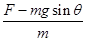 F − mg sin θ
m